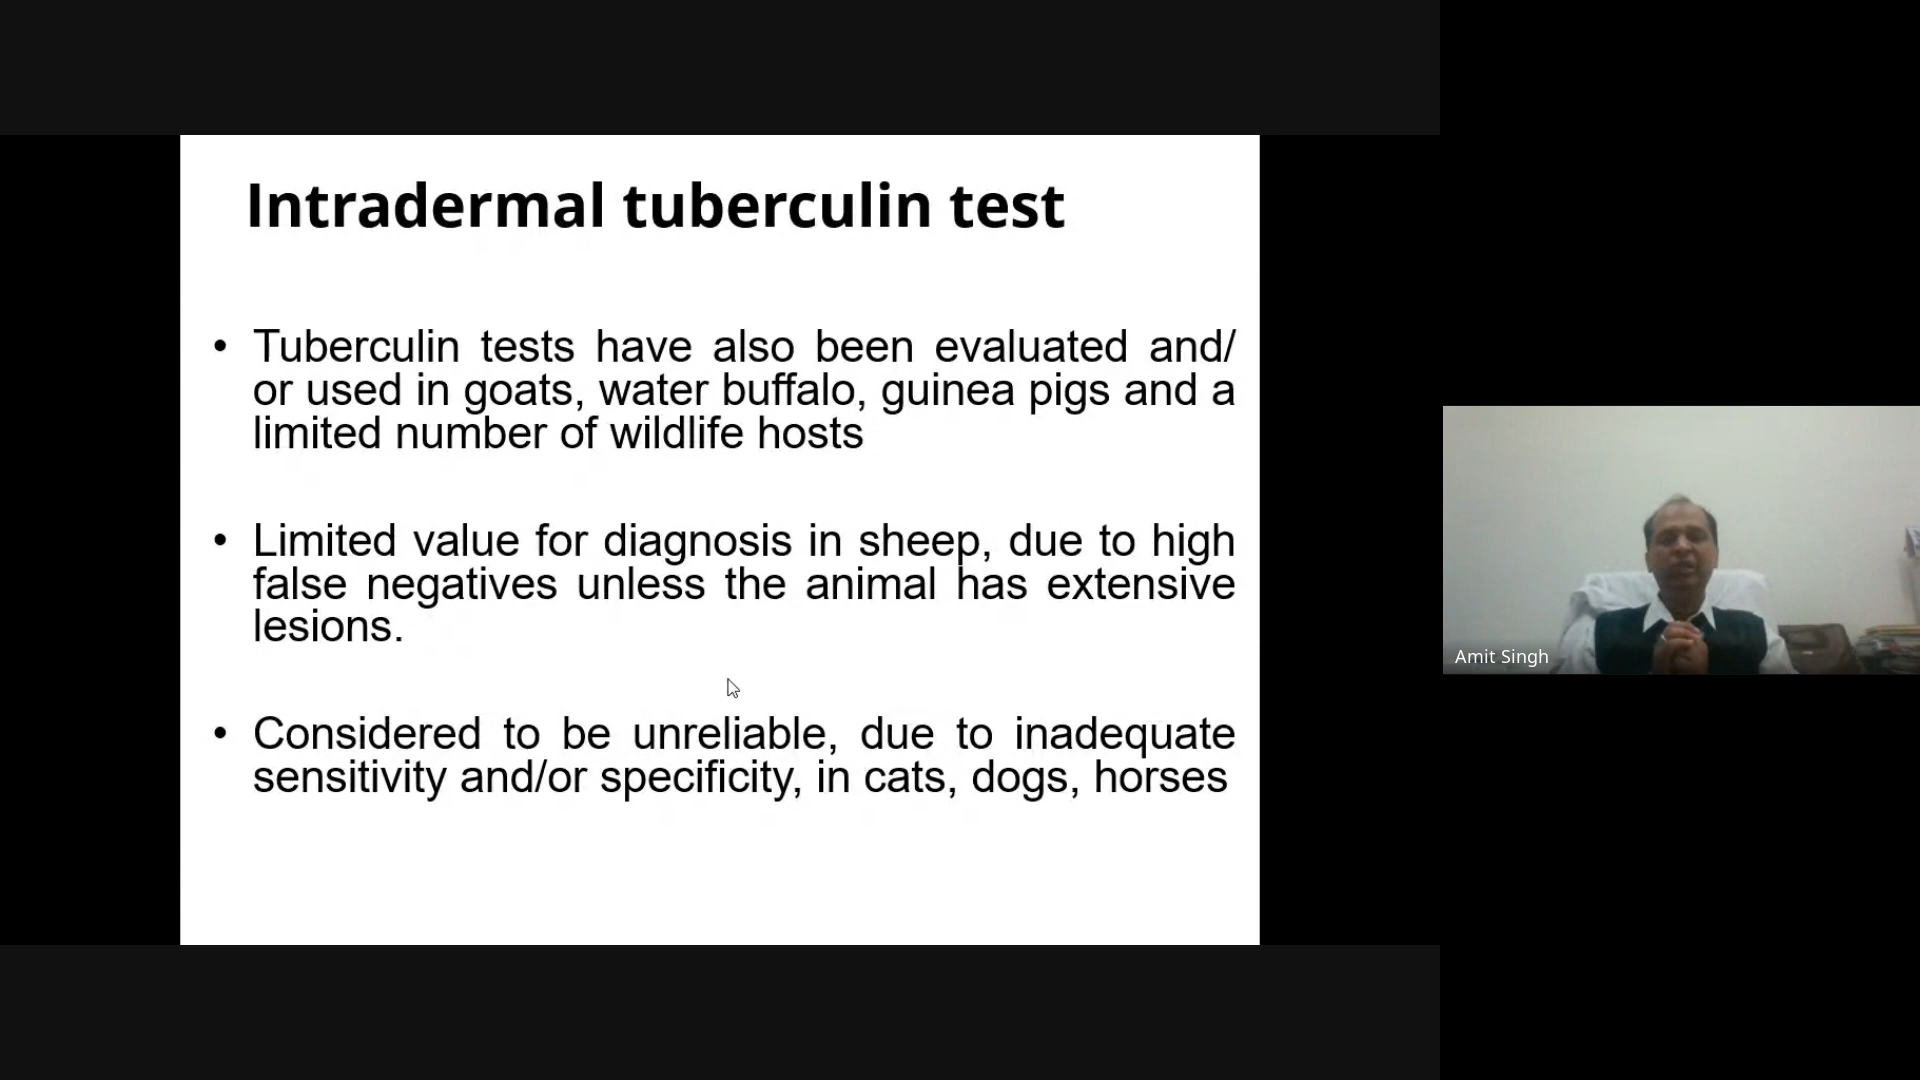 Intradermal tuberculin test
• Tuberculin tests have also been evaluated and/
or used in goats, water buffalo, guinea pigs and a
limited number of wildlife hosts
• Limited value for diagnosis in sheep, due to high
false negatives unless the animal has extensive
lesions.
• Considered to be unreliable, due to inadequate
sensitivity and/or specificity, in cats, dogs, horses
Amit Singh